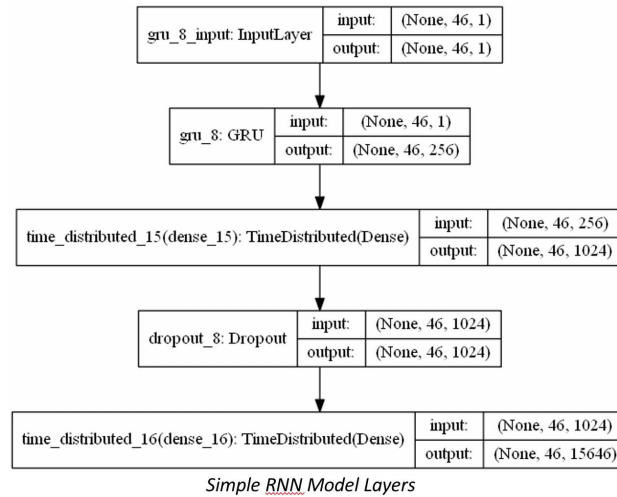 gru_8_input: InputLayer
input: (None, 46, 1)
output: (None, 46, 1)
gru_8: GRU
input: (None, 46, 1)
output: (None, 46, 256)
time_distributed_15(dense_15): TimeDistributed(Dense)
input: (None, 46, 256)
output: (None, 46, 1024)
dropout_8: Dropout
input: (None, 46, 1024)
output: (None, 46, 1024)
time_distributed_16(dense_16): TimeDistributed(Dense)
input: (None, 46, 1024)
output: (None, 46, 15646)
Simple RNN Model Layers